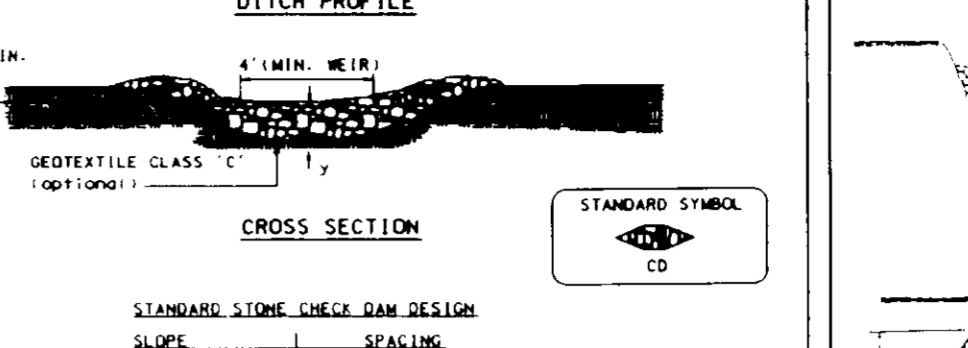 DITCH PROFILE
IN.
4'(MIN. WEIR)
GEOTEXTILE CLASS 'C'
(optional)
y
CROSS SECTION
STANDARD SYMBOL
CD
STANDARD STONE CHECK DAM DESIGN
SLOPE SPACING